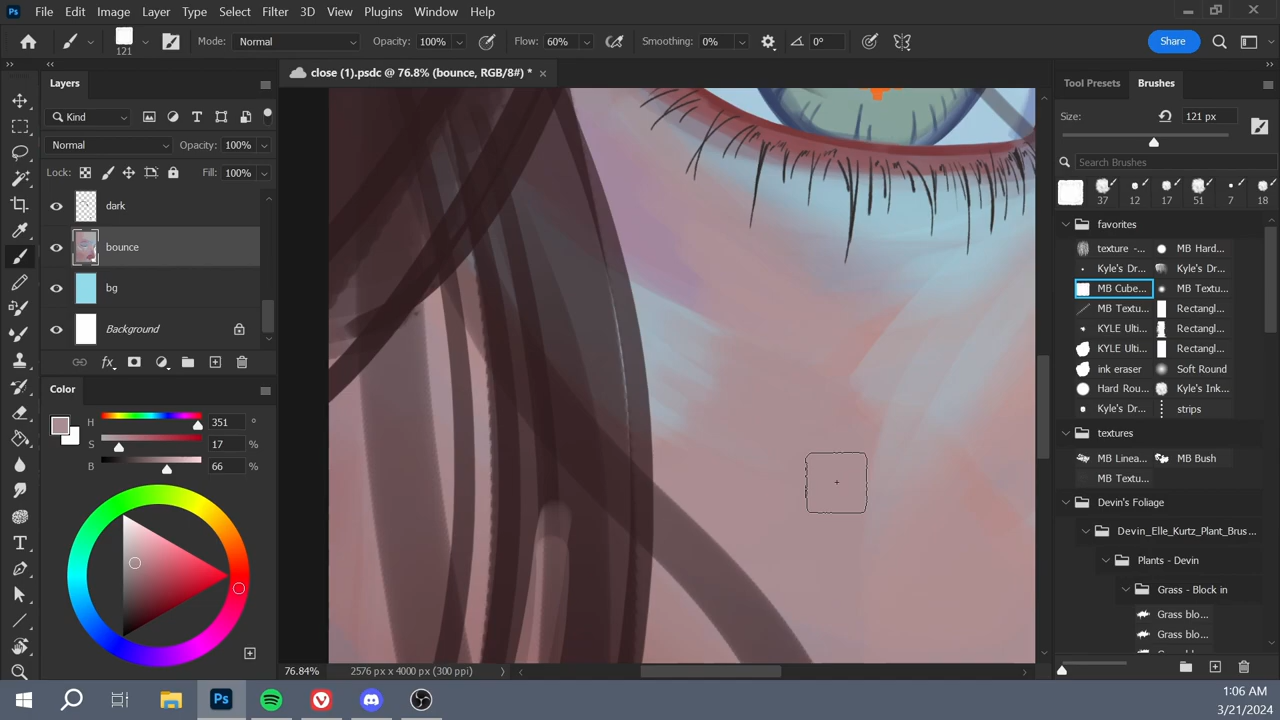 Ps File Edit Image Layer Type Select Filter 3D View Plugins Window Help
121 Mode: Normal Opacity: 100% Flow: 60% Smoothing: 0% 0° Share
Layers
close (1).psdc @ 76.8% (bounce, RGB/8#) * ×
Tool Presets Brushes
Kind
Size: 121 px
Normal Opacity: 100%
Search Brushes
Lock: Fill: 100%
37 12 17 51 7 18
dark
favorites
bounce
texture -... MB Hard...
Kyle's Dr... Kyle's Dr...
bg
MB Cube... MB Textu...
MB Textu... Rectangl...
Background
KYLE Ulti... Rectangl...
KYLE Ulti... Rectangl...
fx
ink eraser Soft Round
Color
Hard Rou... Kyle's Ink...
Kyle's Dr... strips
H 351 °
textures
S 17 %
MB Linea... MB Bush
B 66 %
MB Textu...
Devin's Foliage
Devin_Elle_Kurtz_Plant_Brus...
Plants - Devin
Grass - Block in
Grass blo...
Grass blo...
76.84% 2576 px x 4000 px (300 ppi)
Ps
1:06 AM
3/21/2024